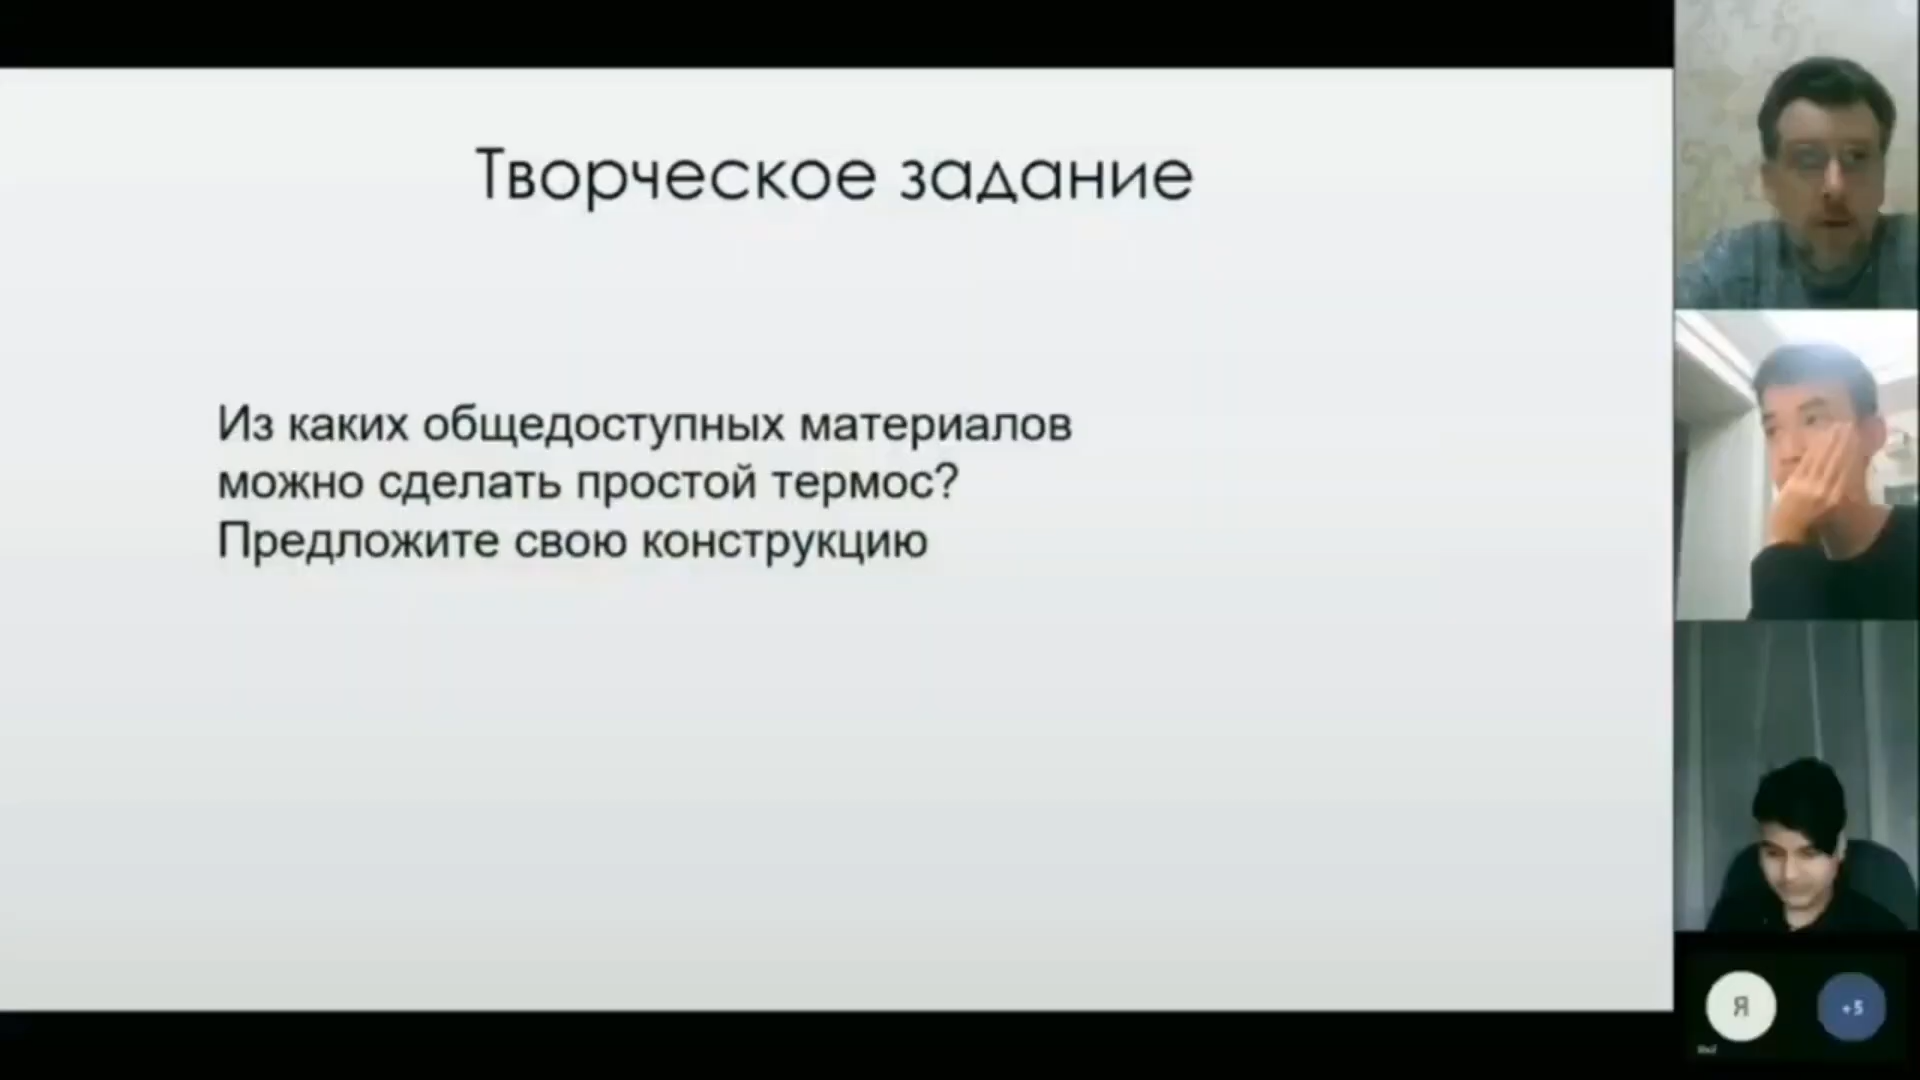 Творческое задание
Из каких общедоступных материалов
можно сделать простой термос?
Предложите свою конструкцию
Я
+5